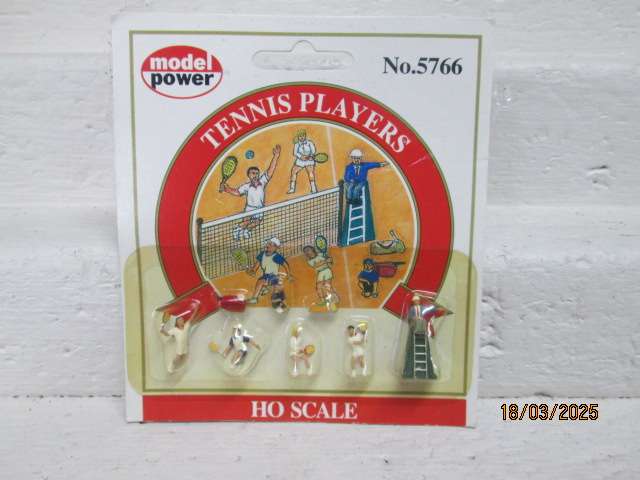 model
power
No.5766
TENNIS PLAYERS
HO SCALE
18/03/2025